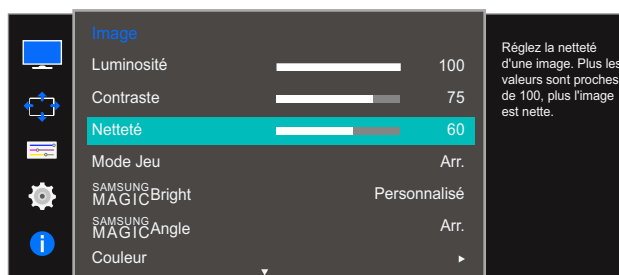 Image
Luminosité 100
Contraste 75
Netteté 60
Mode Jeu Arr.
SAMSUNG MAGICBright Personnalisé
SAMSUNG MAGICAngle Arr.
Couleur
Réglez la netteté
d'une image. Plus les
valeurs sont proches
de 100, plus l'image
est nette.